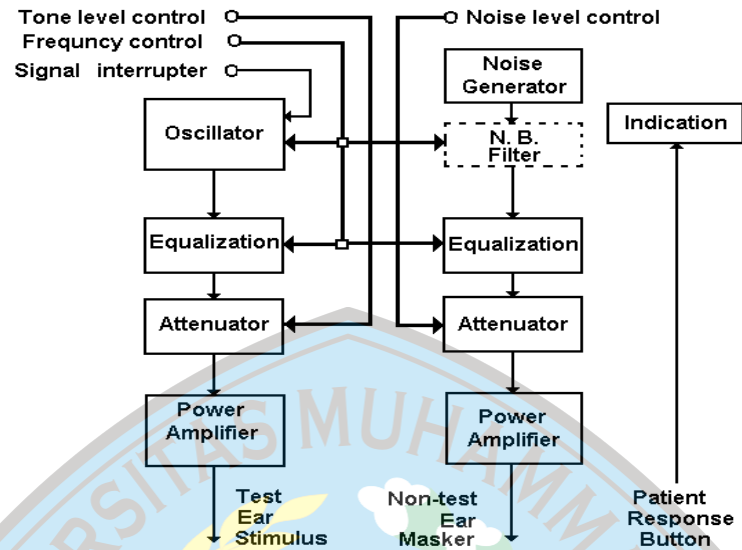 Tone level control
Frequncy control
Signal interrupter
Noise level control
Noise
Generator
Oscillator
N. B.
Filter
Indication
Equalization
Equalization
Attenuator
Attenuator
Power
Amplifier
Power
Amplifier
Test
Ear
Stimulus
Non-test
Ear
Masker
Patient
Response
Button